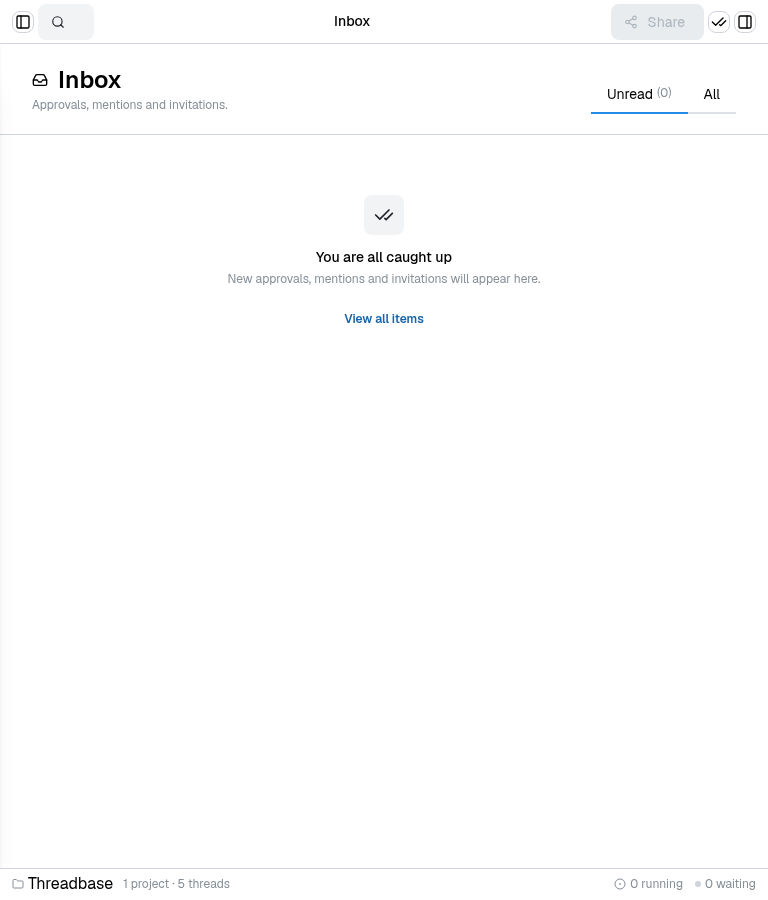 Inbox
Share
Inbox
Approvals, mentions and invitations.
Unread (0)
All
You are all caught up
New approvals, mentions and invitations will appear here.
View all items
Threadbase
1 project · 5 threads
0 running
0 waiting